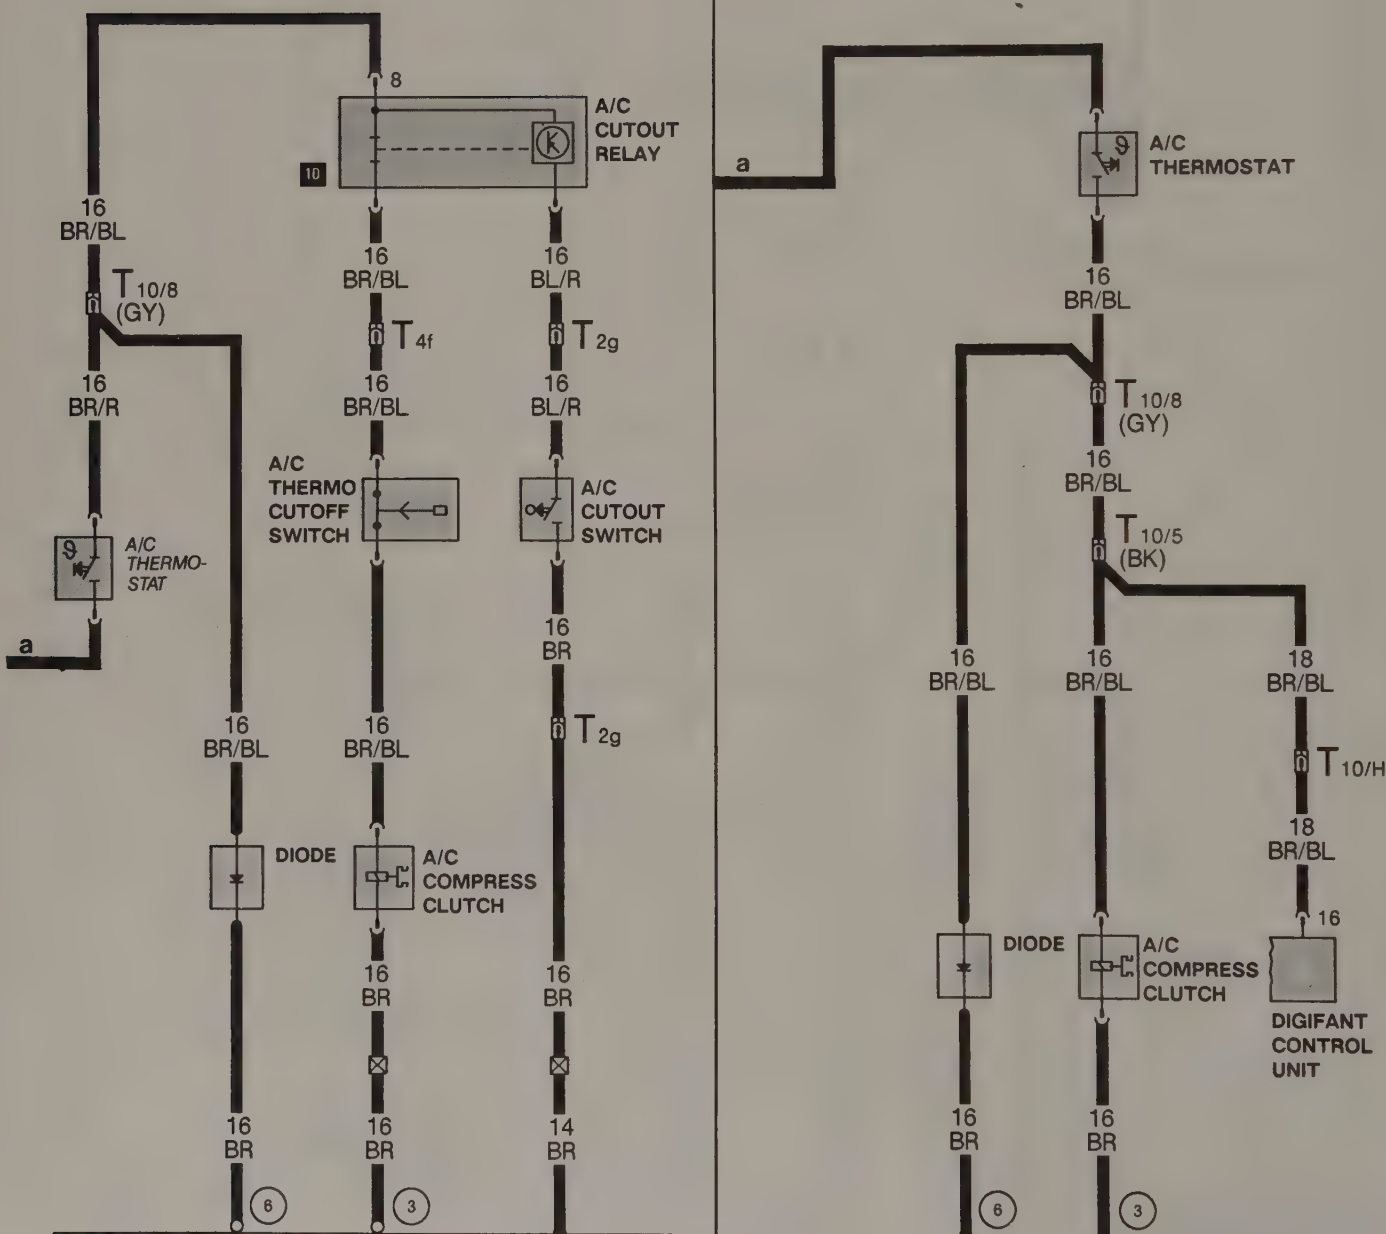 8
A/C
CUTOUT
RELAY
10
16
BR/BL
T10/8
(GY)
16
BR/BL
16
BL/R
T4f
T2g
16
BR/R
16
BR/BL
16
BL/R
A/C
THERMO
CUTOFF
SWITCH
A/C
CUTOUT
SWITCH
ϑ
A/C
THERMO-
STAT
a
16
BR
16
BR/BL
16
BR/BL
T2g
DIODE
A/C
COMPRESS
CLUTCH
16
BR
16
BR
16
BR
16
BR
14
BR
6
3
a
ϑ
A/C
THERMOSTAT
16
BR/BL
T10/8
(GY)
16
BR/BL
T10/5
(BK)
16
BR/BL
16
BR/BL
18
BR/BL
T10/H
18
BR/BL
16
DIODE
A/C
COMPRESS
CLUTCH
DIGIFANT
CONTROL
UNIT
16
BR
16
BR
6
3